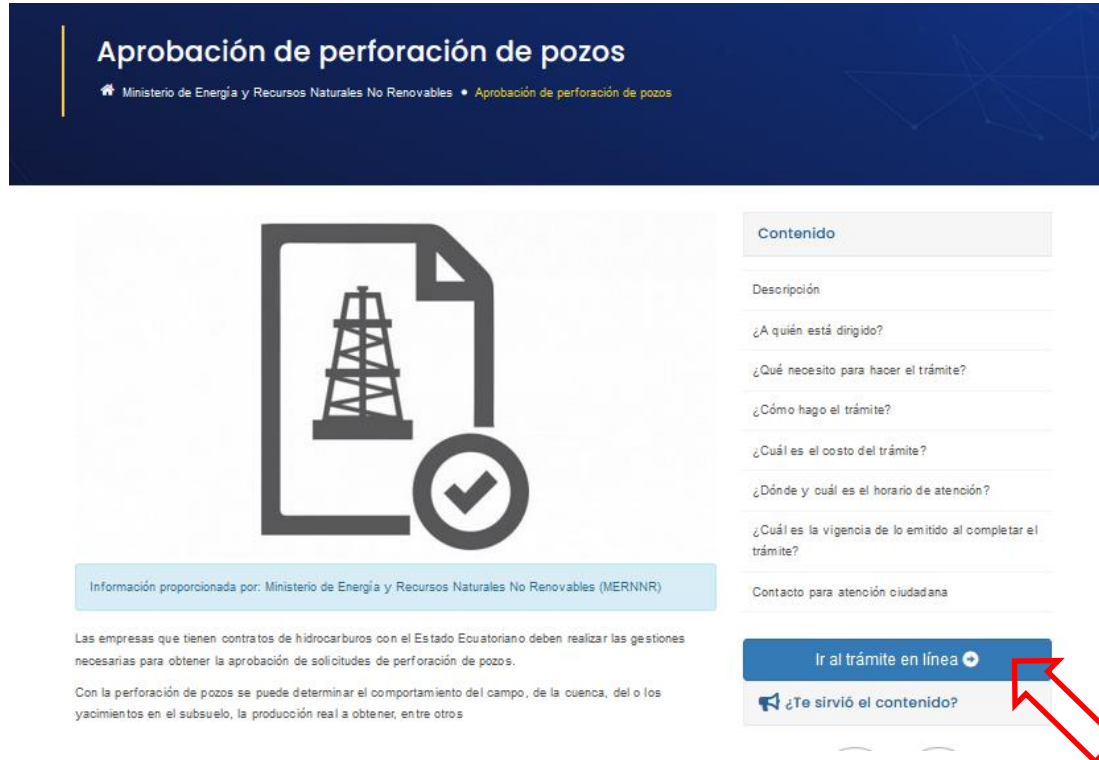 Aprobación de perforación de pozos
Ministerio de Energía y Recursos Naturales No Renovables • Aprobación de perforación de pozos
Información proporcionada por: Ministerio de Energía y Recursos Naturales No Renovables (MERNNR)
Las empresas que tienen contratos de hidrocarburos con el Estado Ecuatoriano deben realizar las gestiones
necesarias para obtener la aprobación de solicitudes de perforación de pozos.
Con la perforación de pozos se puede determinar el comportamiento del campo, de la cuenca, del o los
yacimientos en el subsuelo, la producción real a obtener, entre otros
Contenido
Descripción
¿A quién está dirigido?
¿Qué necesito para hacer el trámite?
¿Cómo hago el trámite?
¿Cuál es el costo del trámite?
¿Dónde y cuál es el horario de atención?
¿Cuál es la vigencia de lo emitido al completar el
trámite?
Contacto para atención ciudadana
Ir al trámite en línea
¿Te sirvió el contenido?